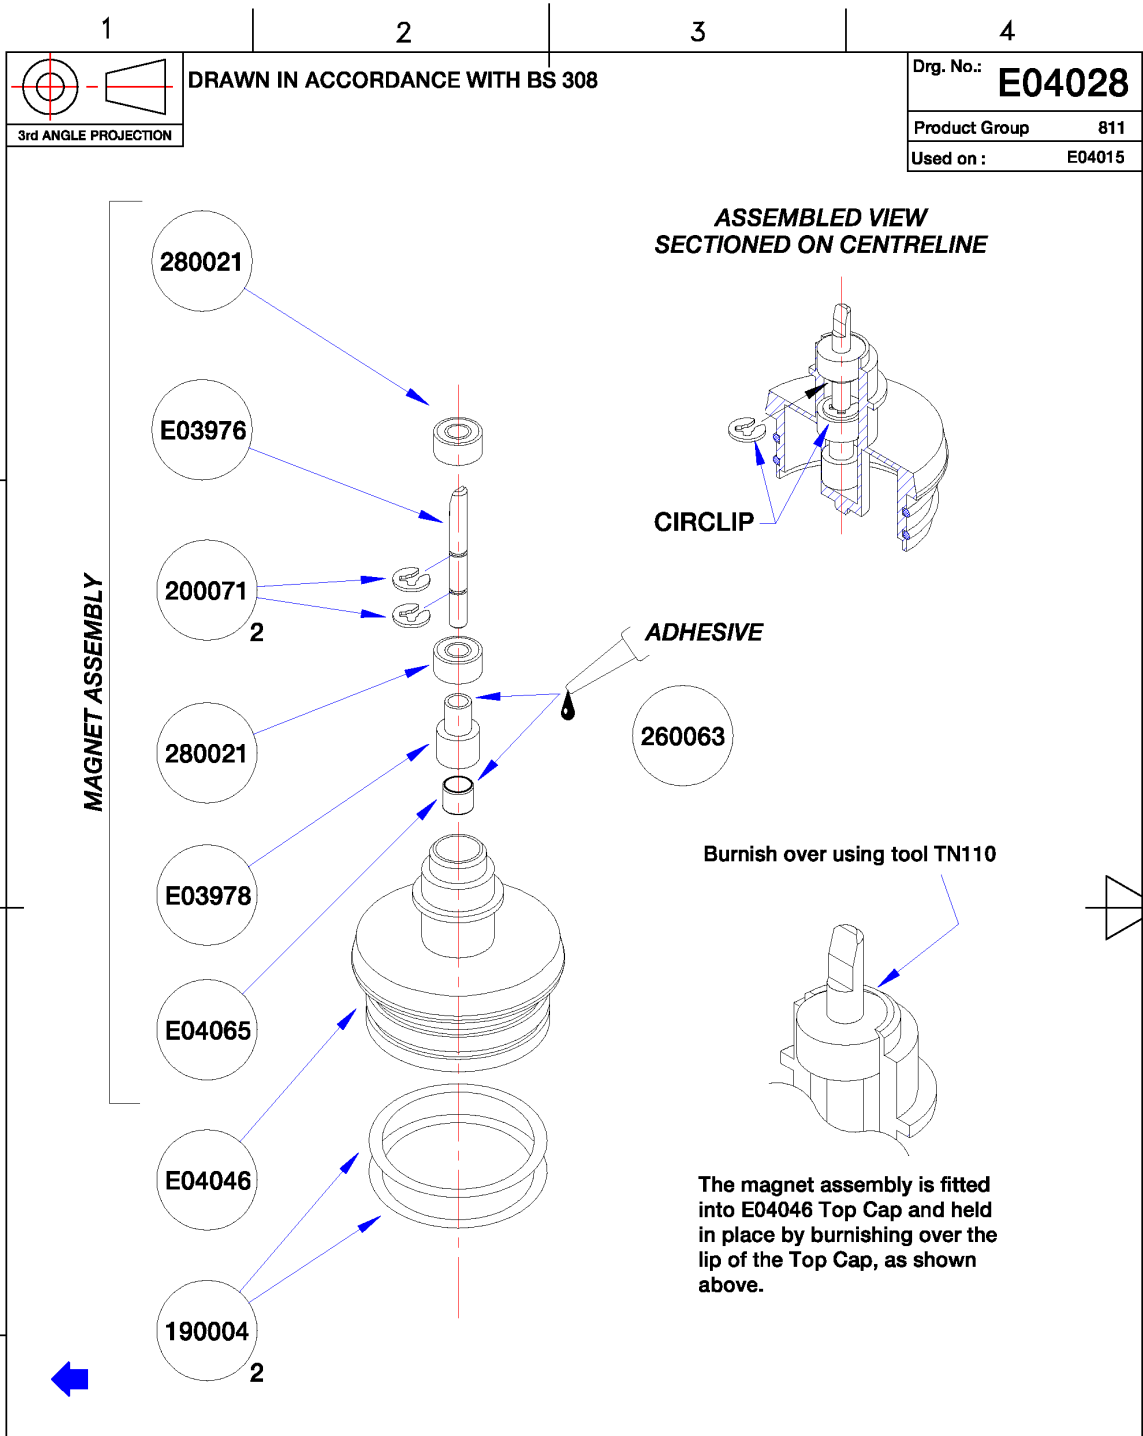 1
2
3
4
3rd ANGLE PROJECTION
DRAWN IN ACCORDANCE WITH BS 308
Drg. No.: E04028
Product Group 811
Used on : E04015
MAGNET ASSEMBLY
280021
E03976
200071
2
280021
E03978
E04065
E04046
190004
2
ASSEMBLED VIEW
SECTIONED ON CENTRELINE
CIRCLIP
ADHESIVE
260063
Burnish over using tool TN110
The magnet assembly is fitted
into E04046 Top Cap and held
in place by burnishing over the
lip of the Top Cap, as shown
above.